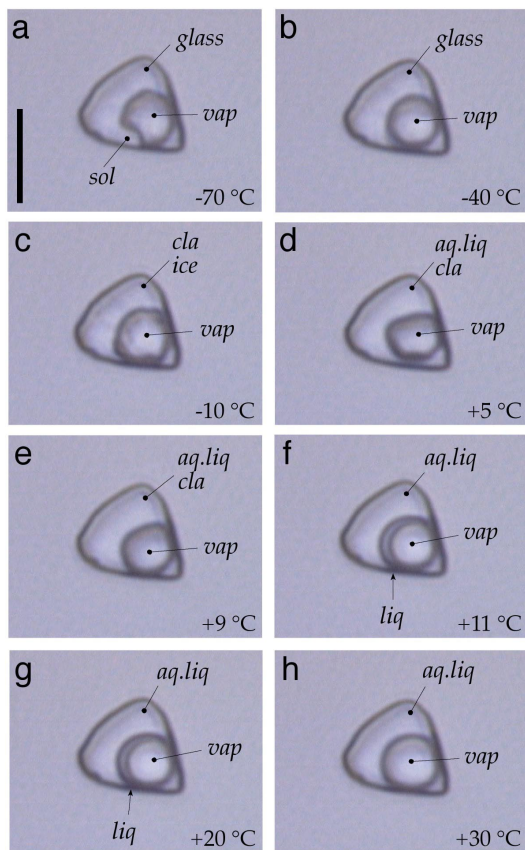 a
glass
vap
sol
-70 °C
b
glass
vap
-40 °C
c
cla
ice
vap
-10 °C
d
aq.liq
cla
vap
+5 °C
e
aq.liq
cla
vap
+9 °C
f
aq.liq
vap
liq
+11 °C
g
aq.liq
vap
liq
+20 °C
h
aq.liq
vap
+30 °C